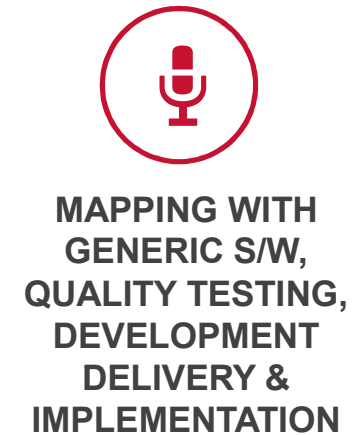 MAPPING WITH
GENERIC S/W,
QUALITY TESTING,
DEVELOPMENT
DELIVERY &
IMPLEMENTATION